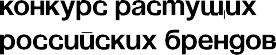 конкурс растущих
российских брендов